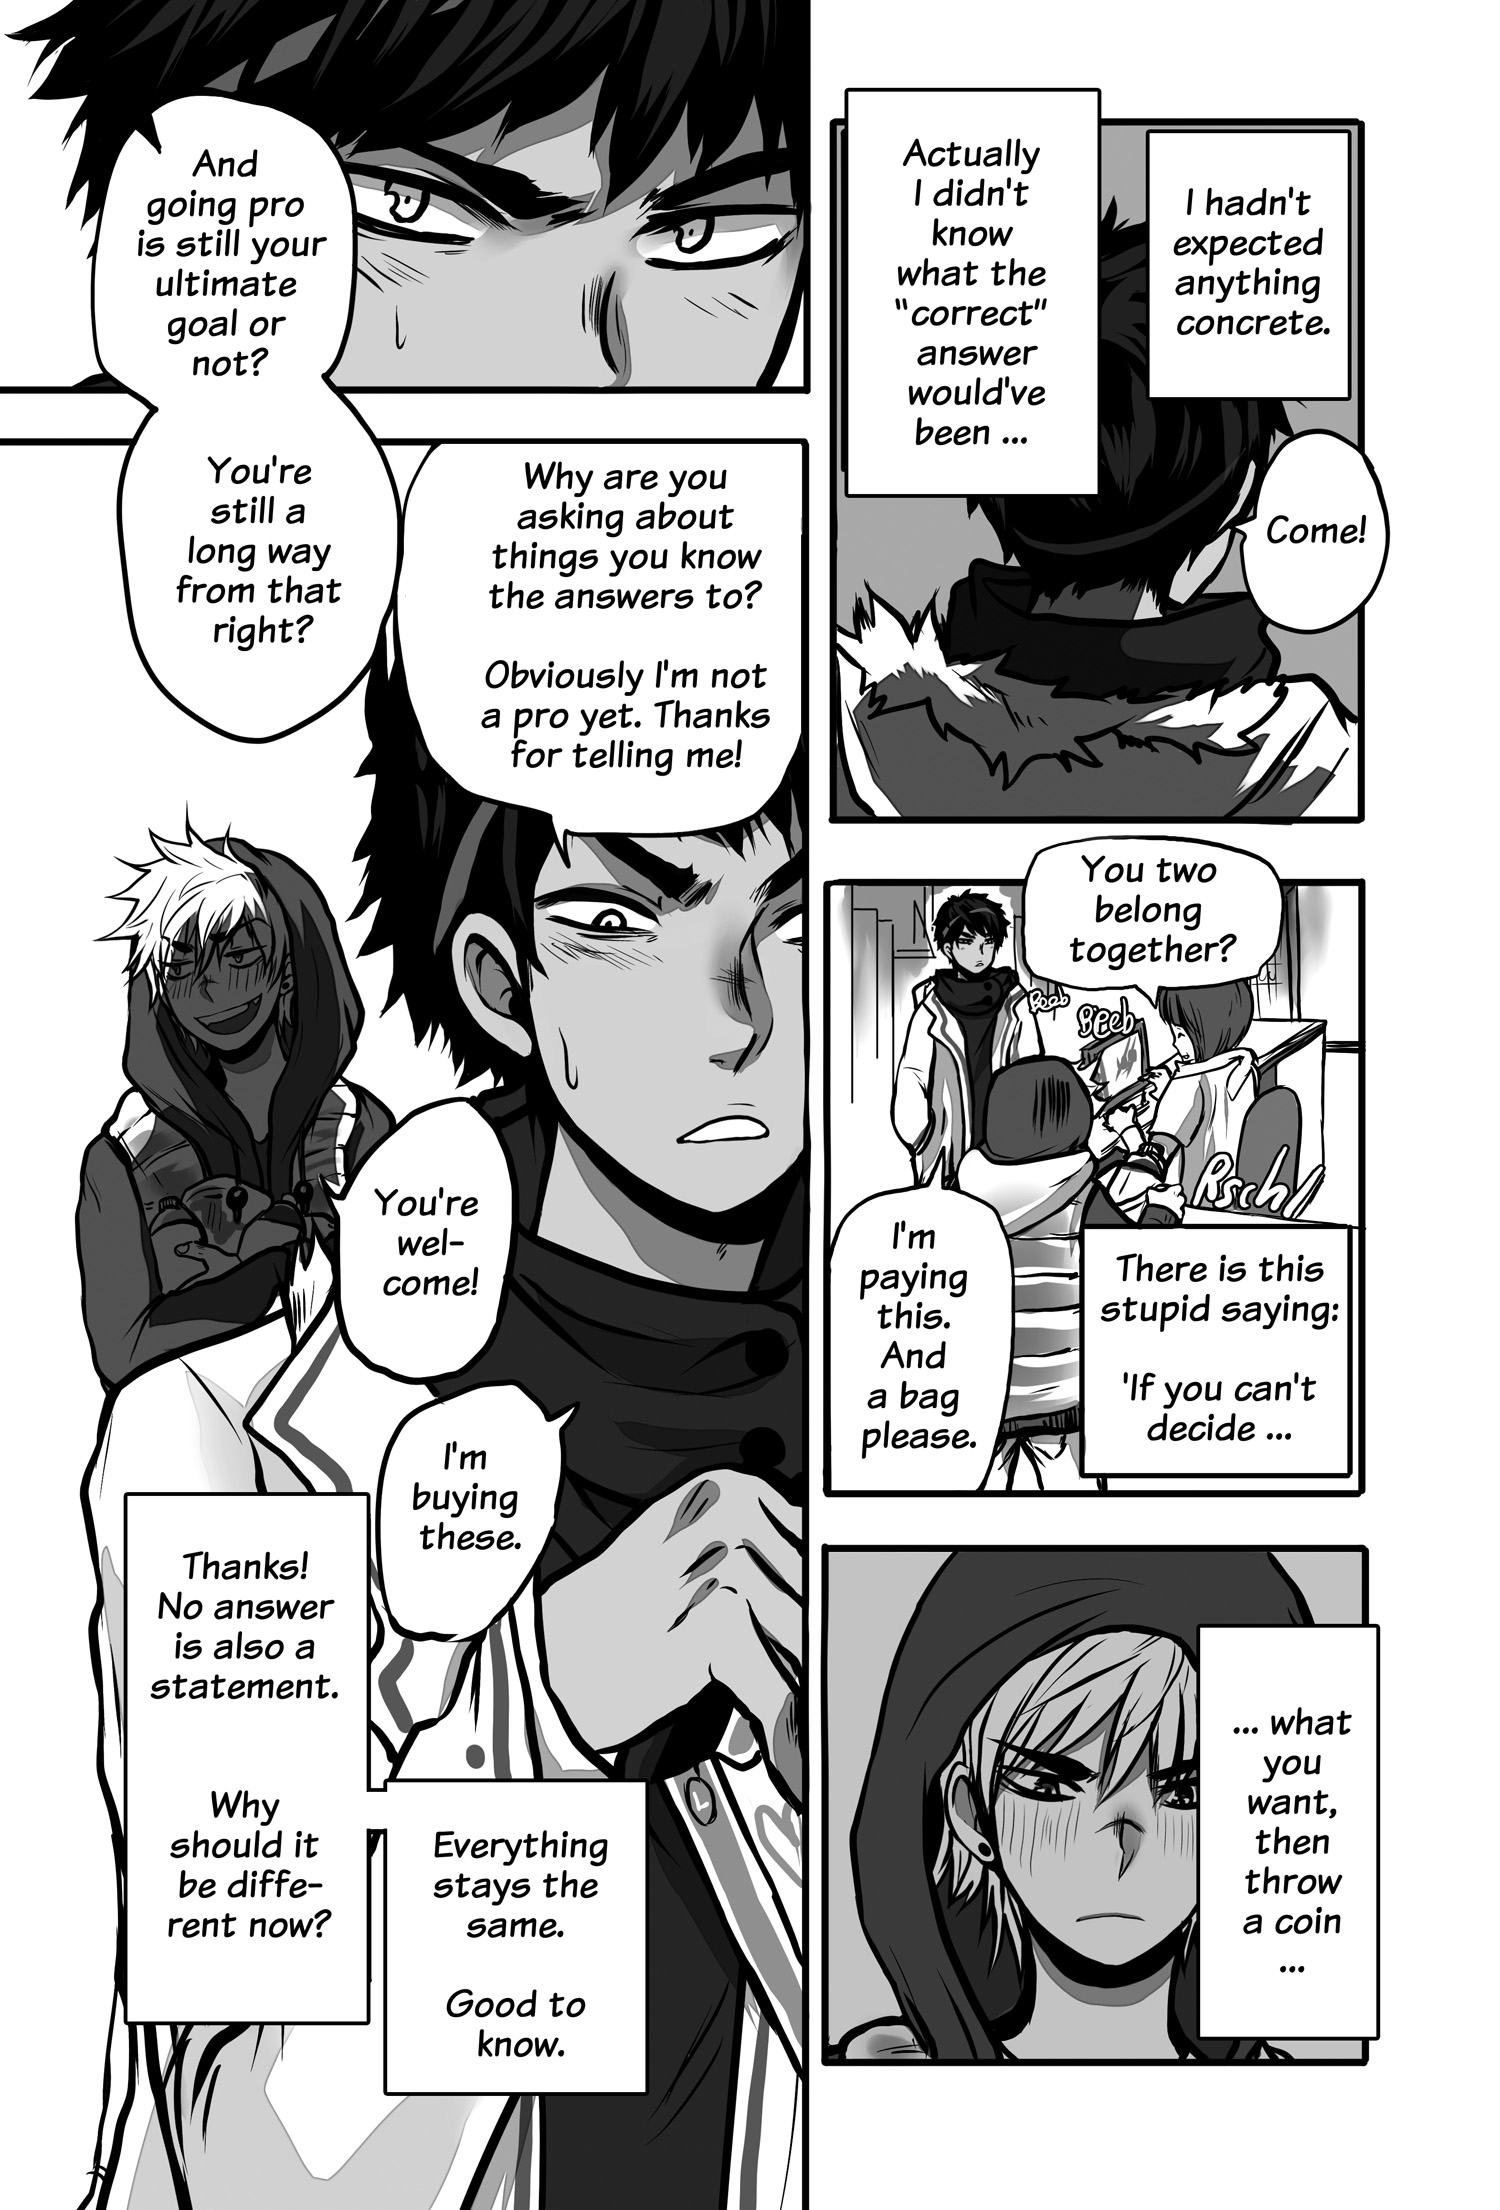 And
going pro
is still your
ultimate
goal or
not?
You're
still a
long way
from that
right?
Why are you
asking about
things you know
the answers to?
Obviously I'm not
a pro yet. Thanks
for telling me!
You're
wel-
come!
I'm
buying
these.
Thanks!
No answer
is also a
statement.
Why
should it
be diffe-
rent now?
Everything
stays the
same.
Good to
know.
L
Actually
I didn't
know
what the
"correct"
answer
would've
been ...
I hadn't
expected
anything
concrete.
Come!
You two
belong
together?
Beeb
Beeb
Rschl
I'm
paying
this.
And
a bag
please.
There is this
stupid saying:
'If you can't
decide ...
... what
you
want,
then
throw
a coin
...